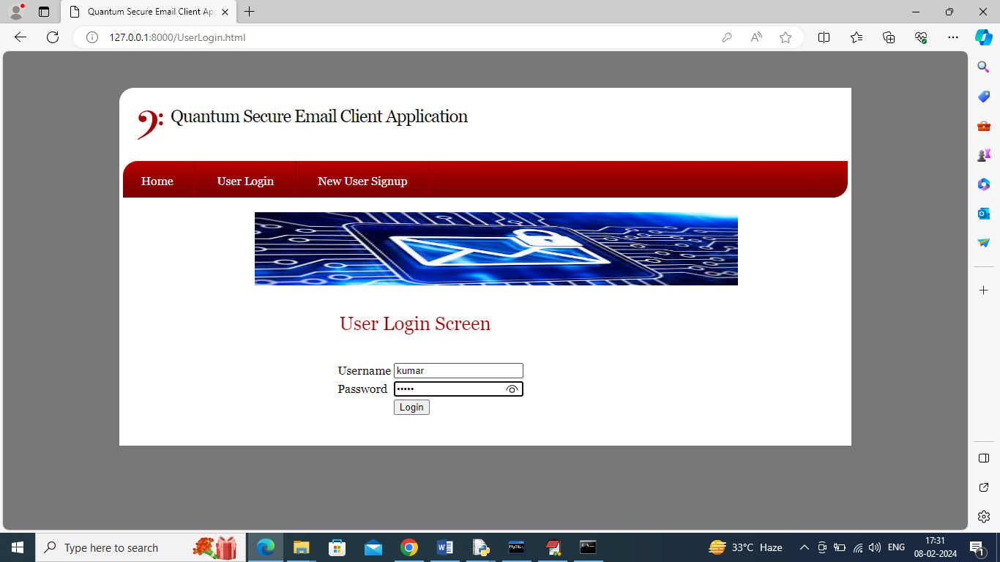 Quantum Secure Email Client Ap
127.0.0.1:8000/UserLogin.html
Quantum Secure Email Client Application
Home
User Login
New User Signup
User Login Screen
Username kumar
Password •••••
Login
Type here to search
33°C Haze
ENG
17:31
08-02-2024
1